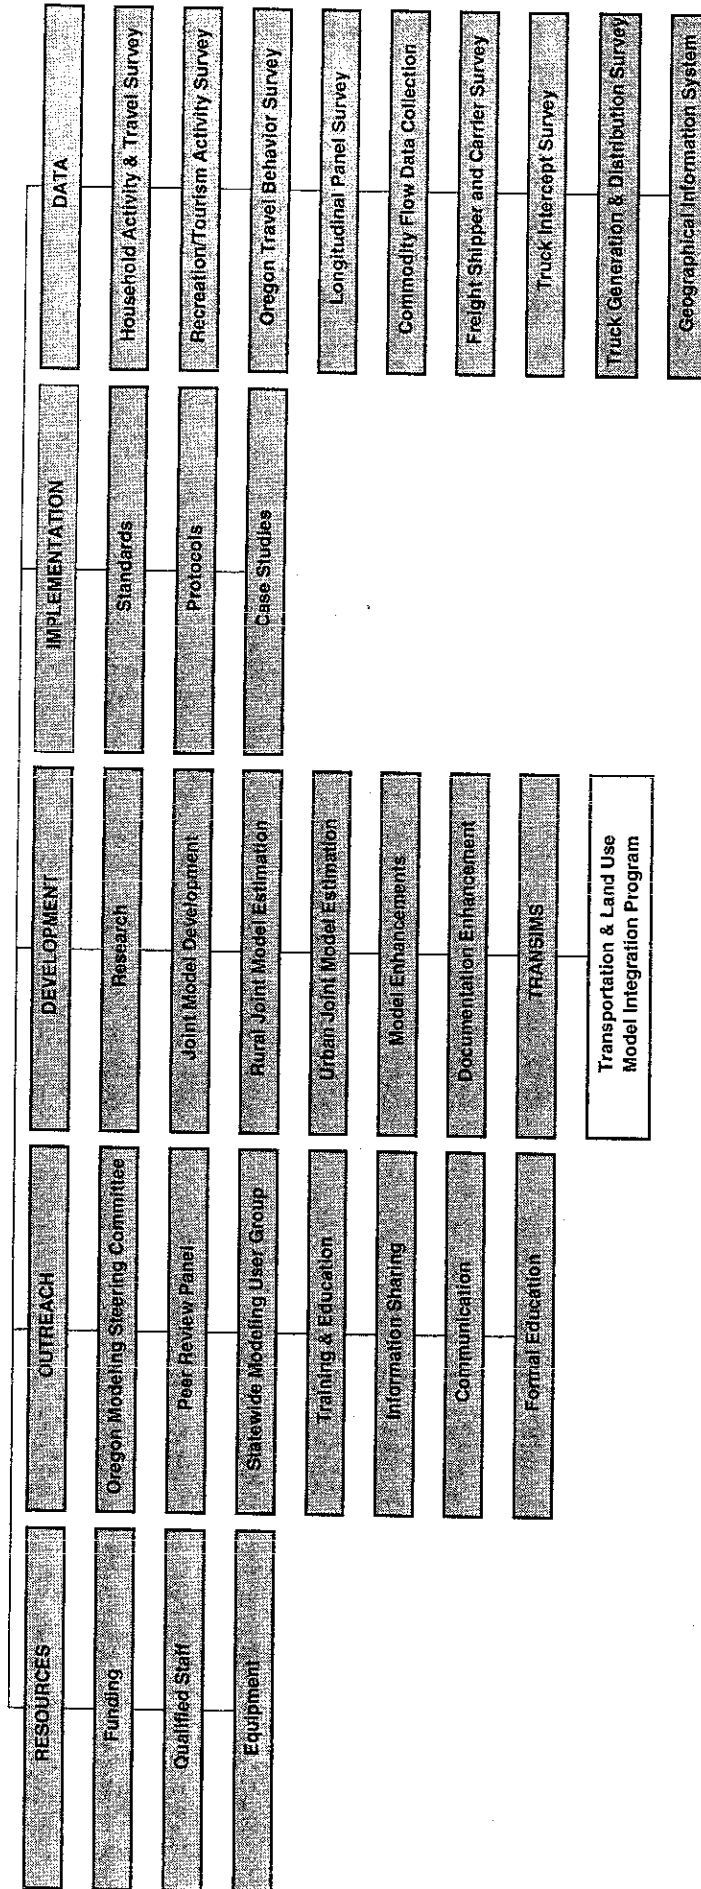 RESOURCES
Funding
Qualified Staff
Equipment
OUTREACH
Oregon Modeling Steering Committee
Peer Review Panel
Statewide Modeling User Group
Training & Education
Information Sharing
Communication
Formal Education
DEVELOPMENT
Research
Joint Model Development
Rural Joint Model Estimation
Urban Joint Model Estimation
Model Enhancements
Documentation Enhancement
TRANSIMS
Transportation & Land Use
Model Integration Program
IMPLEMENTATION
Standards
Protocols
Case Studies
DATA
Household Activity & Travel Survey
Recreation/Tourism Activity Survey
Oregon Travel Behavior Survey
Longitudinal Panel Survey
Commodity Flow Data Collection
Freight Shipper and Carrier Survey
Truck Intercept Survey
Truck Generation & Distribution Survey
Geographical Information System